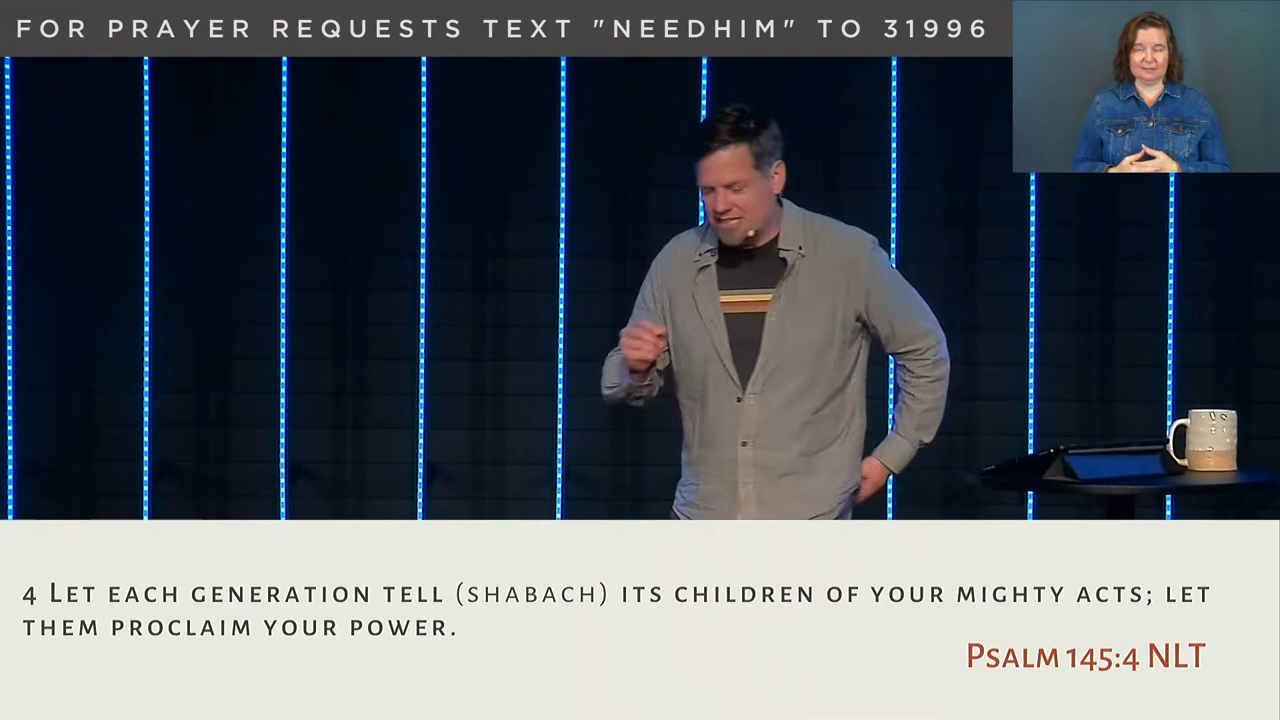 FOR PRAYER REQUESTS TEXT "NEEDHIM" TO 31996
4 Let each generation tell (shabach) its children of your mighty acts; let
them proclaim your power.
Psalm 145:4 NLT